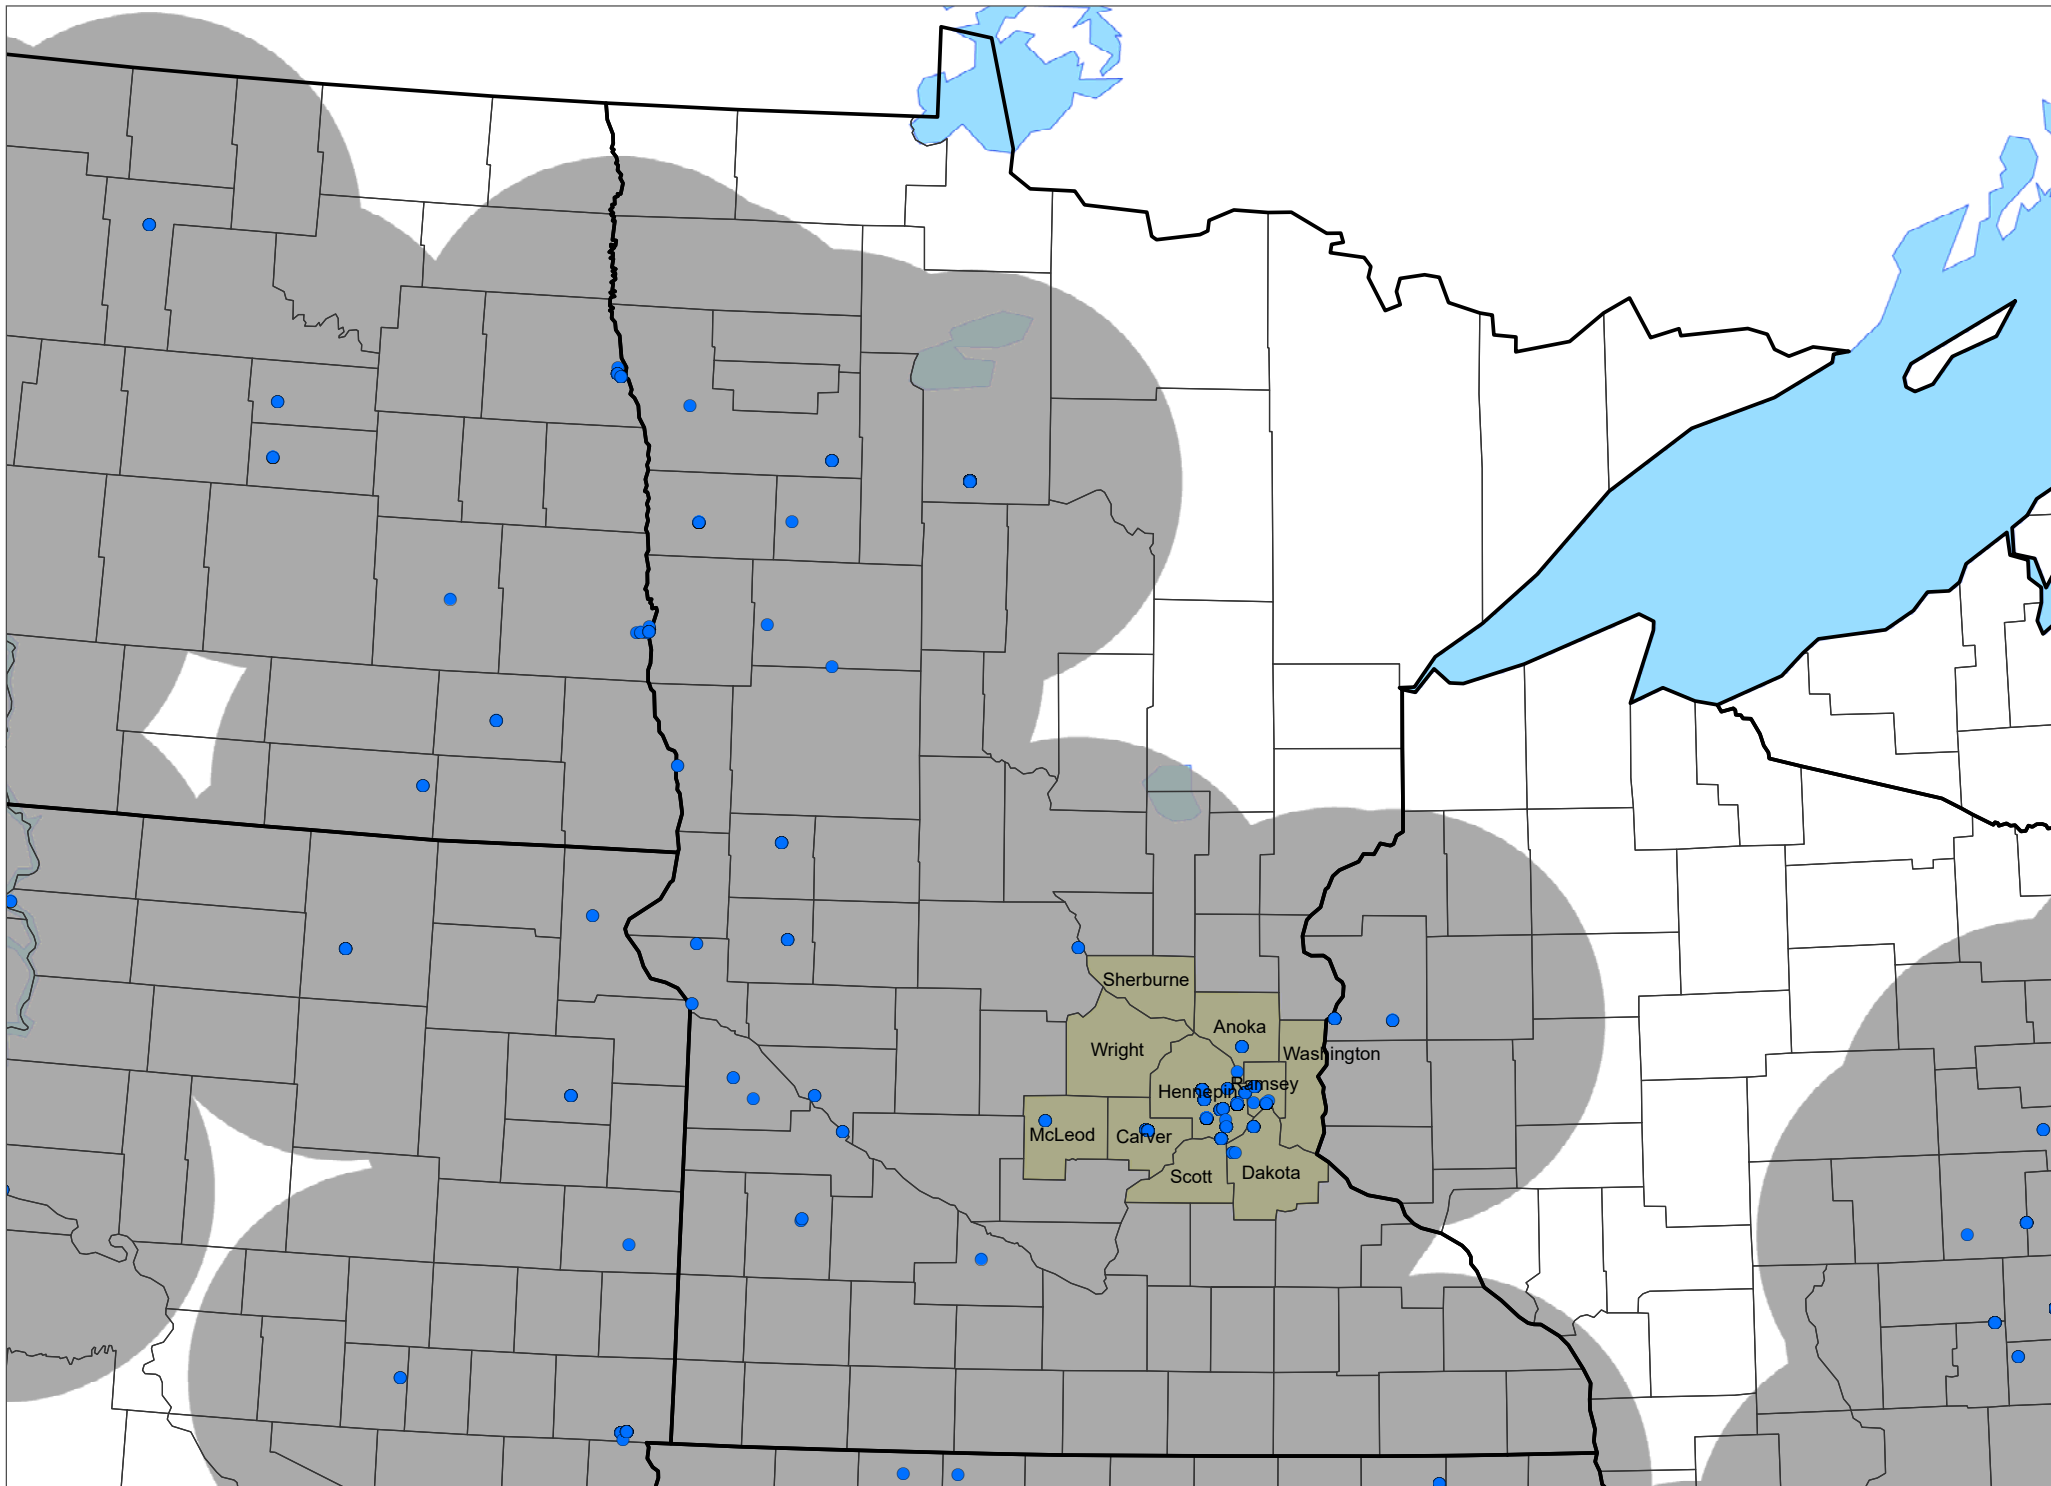 Sherburne
Anoka
Wright
Washington
Ramsey
Hennepin
McLeod
Carver
Scott
Dakota